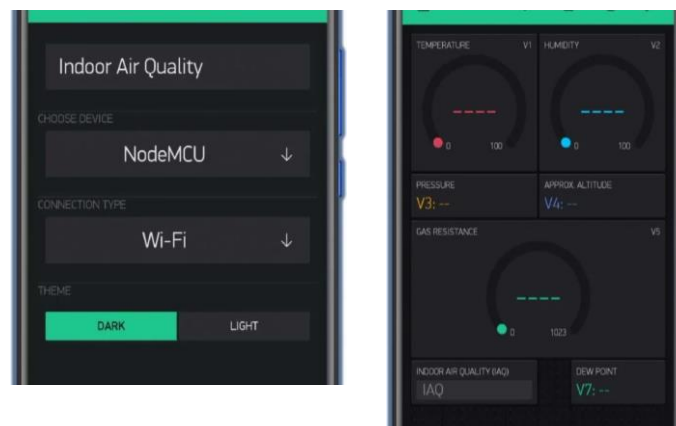 Indoor Air Quality
CHOOSE DEVICE
NodeMCU ↓
CONNECTION TYPE
Wi-Fi ↓
THEME
DARK LIGHT
TEMPERATURE V1 HUMIDITY V2
---- ----
0 100 0 100
PRESSURE APPROX. ALTITUDE
V3: -- V4: --
GAS RESISTANCE V5
----
0 1023
INDOOR AIR QUALITY (IAQ) DEW POINT
IAQ V7: --